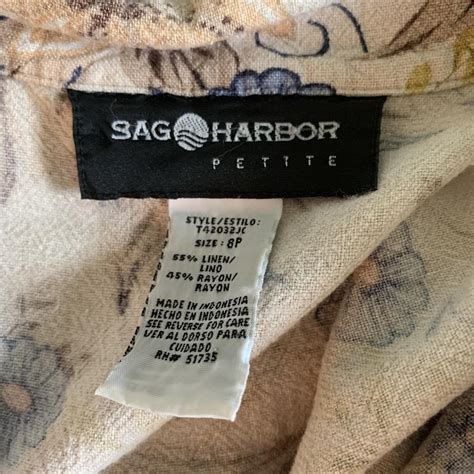 SAG HARBOR
PETITE
STYLE/ESTILO:
T42032JC
SIZE: 8P
55% LINEN/
LINO
45% RAYON/
RAYON
MADE IN INDONESIA
HECHO EN INDONESIA
SEE REVERSE FOR CARE
VER AL DORSO PARA
CUIDADO
RH# 51735